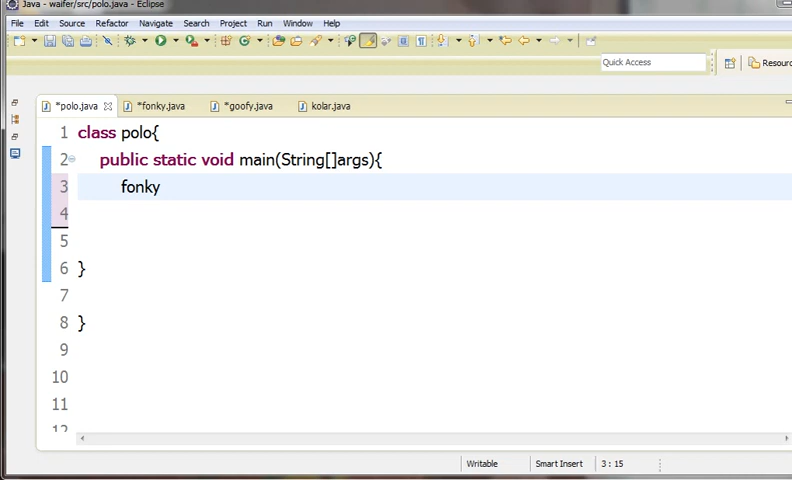 Java - waifer/src/polo.java - Eclipse
File Edit Source Refactor Navigate Search Project Run Window Help
Quick Access
Resourc
*polo.java *fonky.java *goofy.java kolar.java
1 class polo{
2 public static void main(String[]args){
3 fonky
4
5
6 }
7
8 }
9
10
11
12
Writable Smart Insert 3 : 15